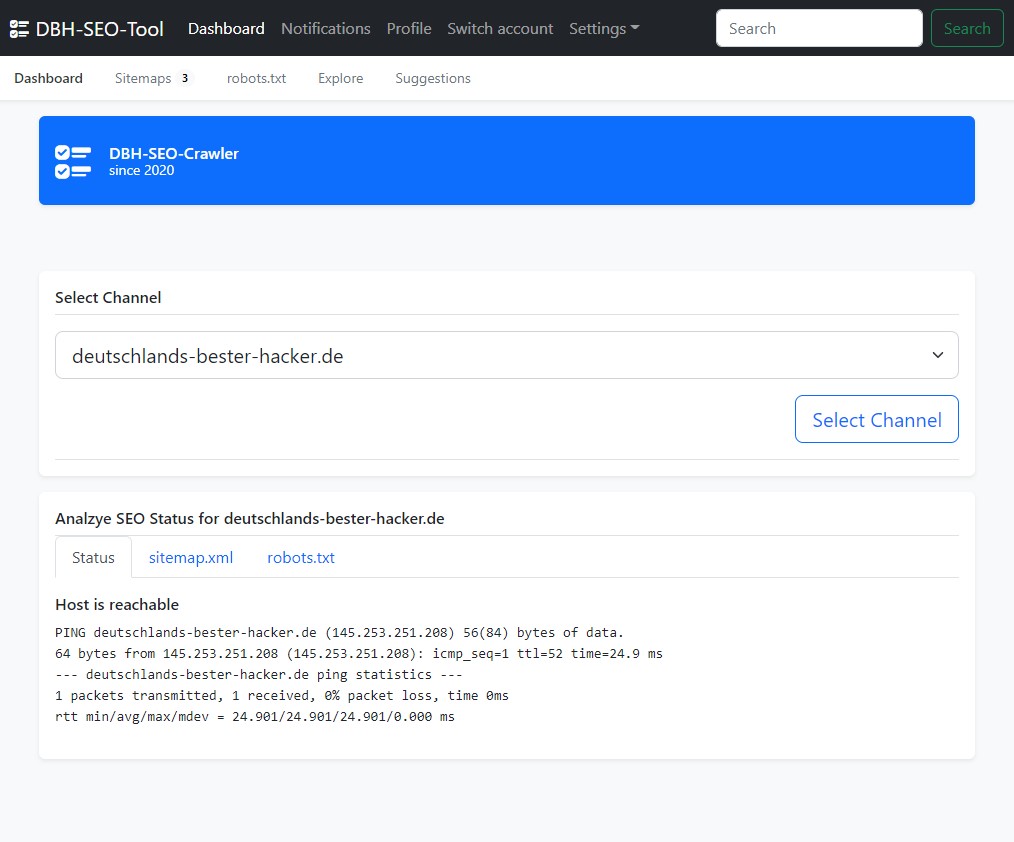 DBH-SEO-Tool Dashboard Notifications Profile Switch account Settings Search Search
Dashboard Sitemaps 3 robots.txt Explore Suggestions
DBH-SEO-Crawler
since 2020
Select Channel
deutschlands-bester-hacker.de
Select Channel
Analzye SEO Status for deutschlands-bester-hacker.de
Status sitemap.xml robots.txt
Host is reachable
PING deutschlands-bester-hacker.de (145.253.251.208) 56(84) bytes of data.
64 bytes from 145.253.251.208 (145.253.251.208): icmp_seq=1 ttl=52 time=24.9 ms
--- deutschlands-bester-hacker.de ping statistics ---
1 packets transmitted, 1 received, 0% packet loss, time 0ms
rtt min/avg/max/mdev = 24.901/24.901/24.901/0.000 ms